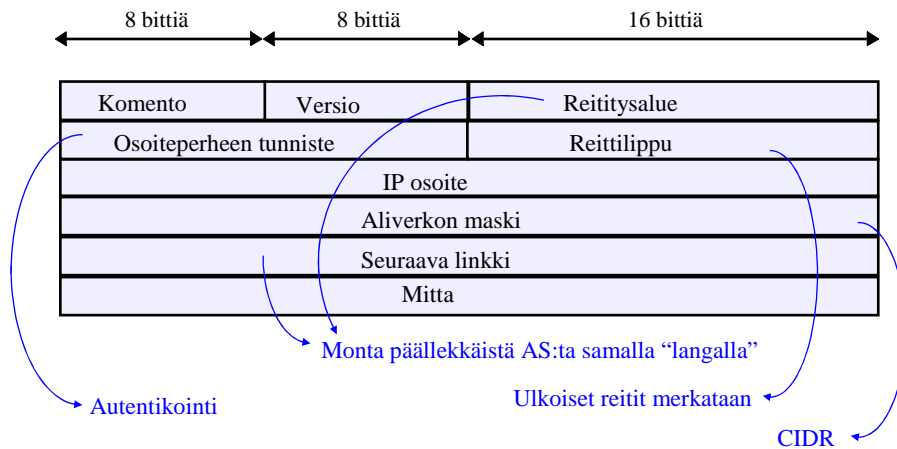 8 bittiä 8 bittiä 16 bittiä
Komento Versio Reititysalue
Osoiteperheen tunniste Reittilippu
IP osoite
Aliverkon maski
Seuraava linkki
Mitta
Monta päällekkäistä AS:ta samalla “langalla”
Autentikointi Ulkoiset reitit merkataan
CIDR